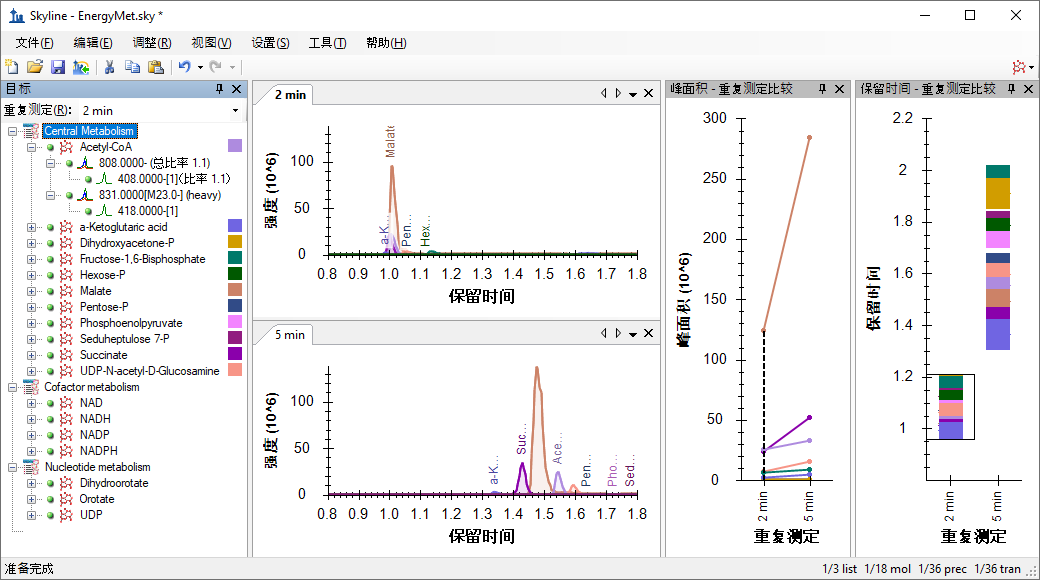 Skyline - EnergyMet.sky *
文件(F) 编辑(E) 调整(R) 视图(V) 设置(S) 工具(T) 帮助(H)
目标
重复测定(R): 2 min
Central Metabolism
Acetyl-CoA
808.0000- (总比率 1.1)
408.0000-[1](比率 1.1)
831.0000[M23.0-] (heavy)
418.0000-[1]
a-Ketoglutaric acid
Dihydroxyacetone-P
Fructose-1,6-Bisphosphate
Hexose-P
Malate
Pentose-P
Phosphoenolpyruvate
Seduheptulose 7-P
Succinate
UDP-N-acetyl-D-Glucosamine
Cofactor metabolism
NAD
NADH
NADP
NADPH
Nucleotide metabolism
Dihydroorotate
Orotate
UDP
2 min
强度 (10^6)
100
50
0
Malate
a-K...
Pen...
Hex...
0.8 0.9 1.0 1.1 1.2 1.3 1.4 1.5 1.6 1.7 1.8
保留时间
5 min
强度 (10^6)
100
50
0
a-K...
Suc...
Ace...
Pen...
Pho...
Sed...
0.8 0.9 1.0 1.1 1.2 1.3 1.4 1.5 1.6 1.7 1.8
保留时间
峰面积 - 重复测定比较
峰面积 (10^6)
300
250
200
150
100
50
0
2 min
5 min
重复测定
保留时间 - 重复测定比较
保留时间
2.2
2
1.8
1.6
1.4
1.2
1
2 min
5 min
重复测定
准备完成
1/3 list 1/18 mol 1/36 prec 1/36 tran